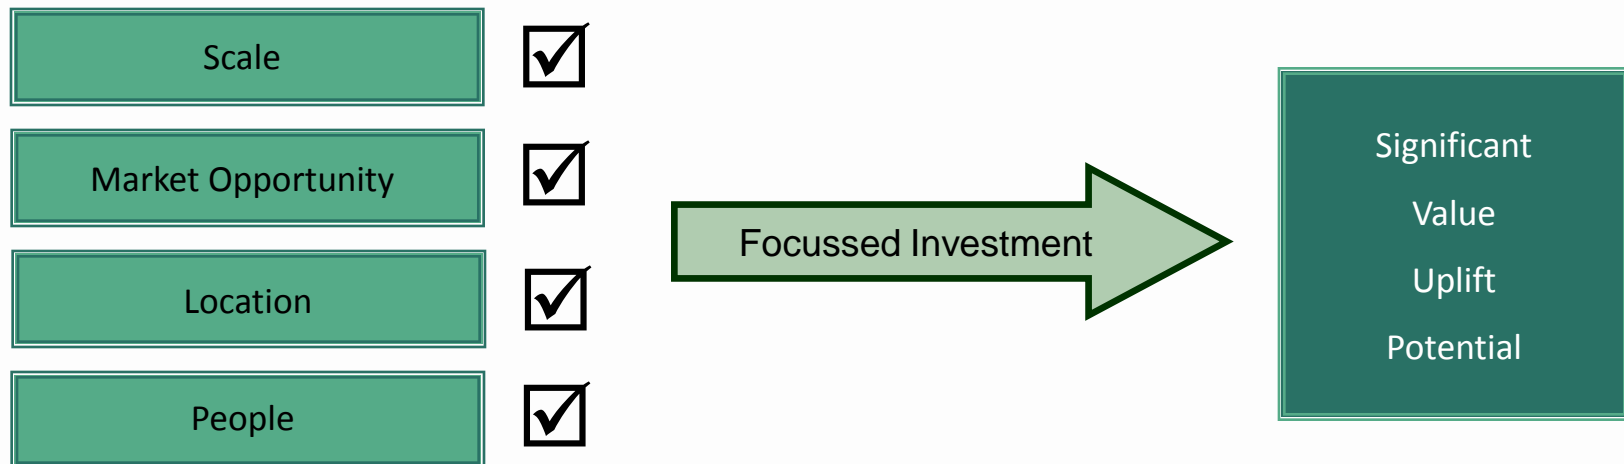 Scale
Market Opportunity
Location
People
Focussed Investment
Significant
Value
Uplift
Potential